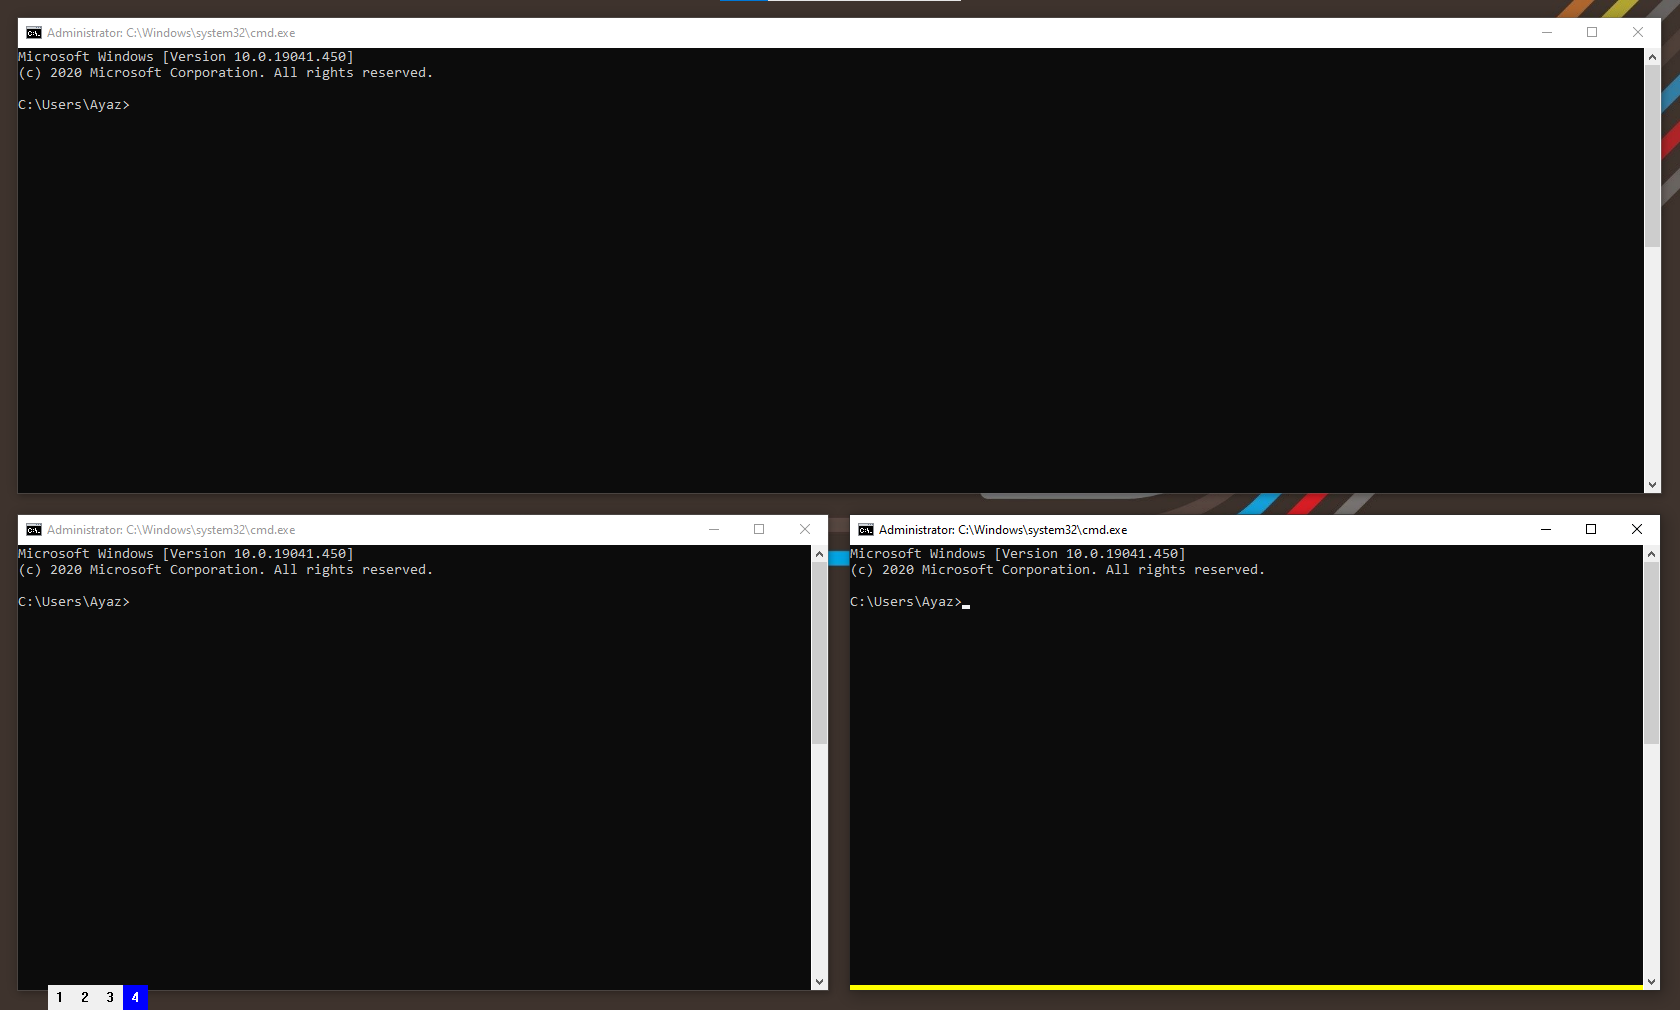 Administrator: C:\Windows\system32\cmd.exe
Microsoft Windows [Version 10.0.19041.450]
(c) 2020 Microsoft Corporation. All rights reserved.
C:\Users\Ayaz>
Administrator: C:\Windows\system32\cmd.exe
Microsoft Windows [Version 10.0.19041.450]
(c) 2020 Microsoft Corporation. All rights reserved.
C:\Users\Ayaz>
Administrator: C:\Windows\system32\cmd.exe
Microsoft Windows [Version 10.0.19041.450]
(c) 2020 Microsoft Corporation. All rights reserved.
C:\Users\Ayaz>
1 2 3 4